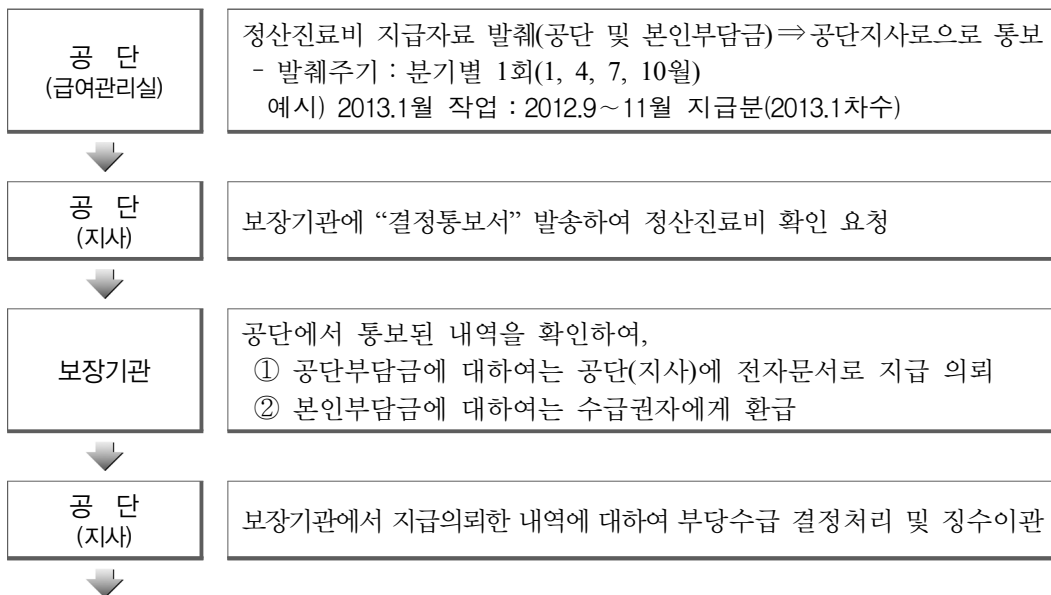 공 단
(급여관리실)
정산진료비 지급자료 발췌(공단 및 본인부담금)⇒공단지사로으로 통보
- 발췌주기 : 분기별 1회(1, 4, 7, 10월)
예시) 2013.1월 작업 : 2012.9～11월 지급분(2013.1차수)
공 단
(지사)
보장기관에 “결정통보서” 발송하여 정산진료비 확인 요청
보장기관
공단에서 통보된 내역을 확인하여,
① 공단부담금에 대하여는 공단(지사)에 전자문서로 지급 의뢰
② 본인부담금에 대하여는 수급권자에게 환급
공 단
(지사)
보장기관에서 지급의뢰한 내역에 대하여 부당수급 결정처리 및 징수이관